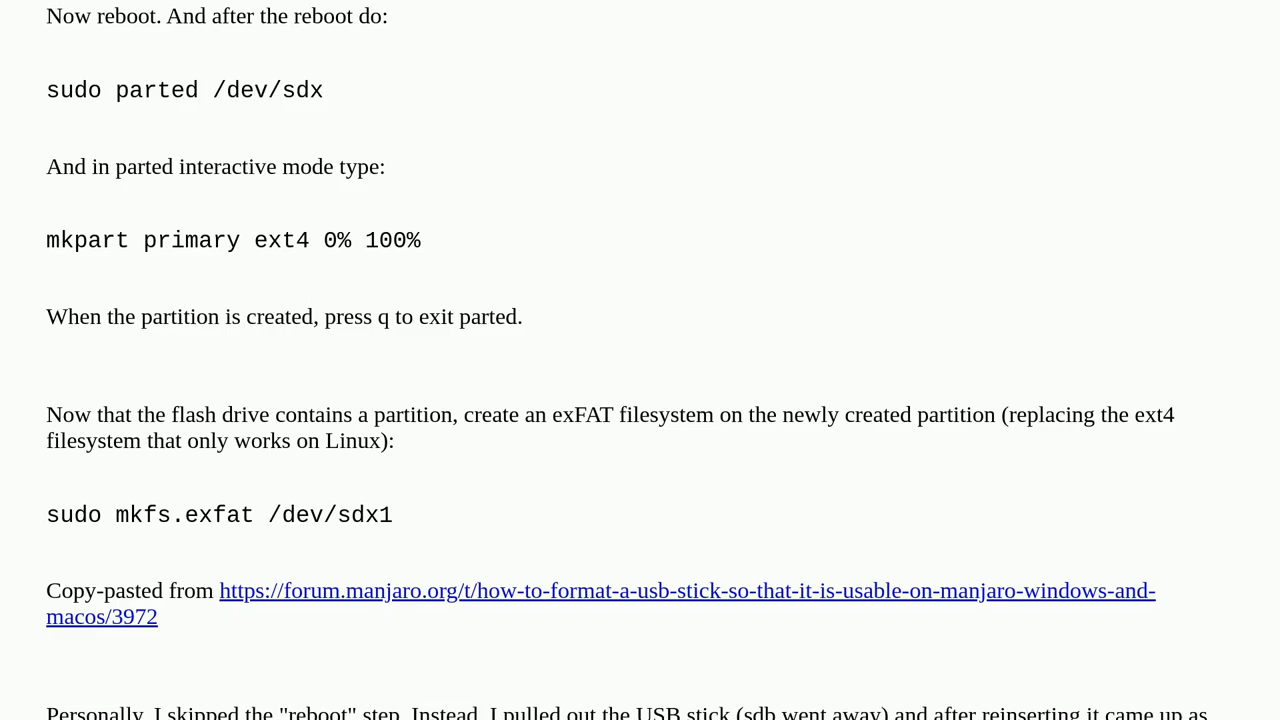 Now reboot. And after the reboot do:
sudo parted /dev/sdx
And in parted interactive mode type:
mkpart primary ext4 0% 100%
When the partition is created, press q to exit parted.
Now that the flash drive contains a partition, create an exFAT filesystem on the newly created partition (replacing the ext4
filesystem that only works on Linux):
sudo mkfs.exfat /dev/sdx1
Copy-pasted from https://forum.manjaro.org/t/how-to-format-a-usb-stick-so-that-it-is-usable-on-manjaro-windows-and-
macos/3972
Personally, I skipped the "reboot" step. Instead, I pulled out the USB stick (sdb went away) and after reinserting it came up as